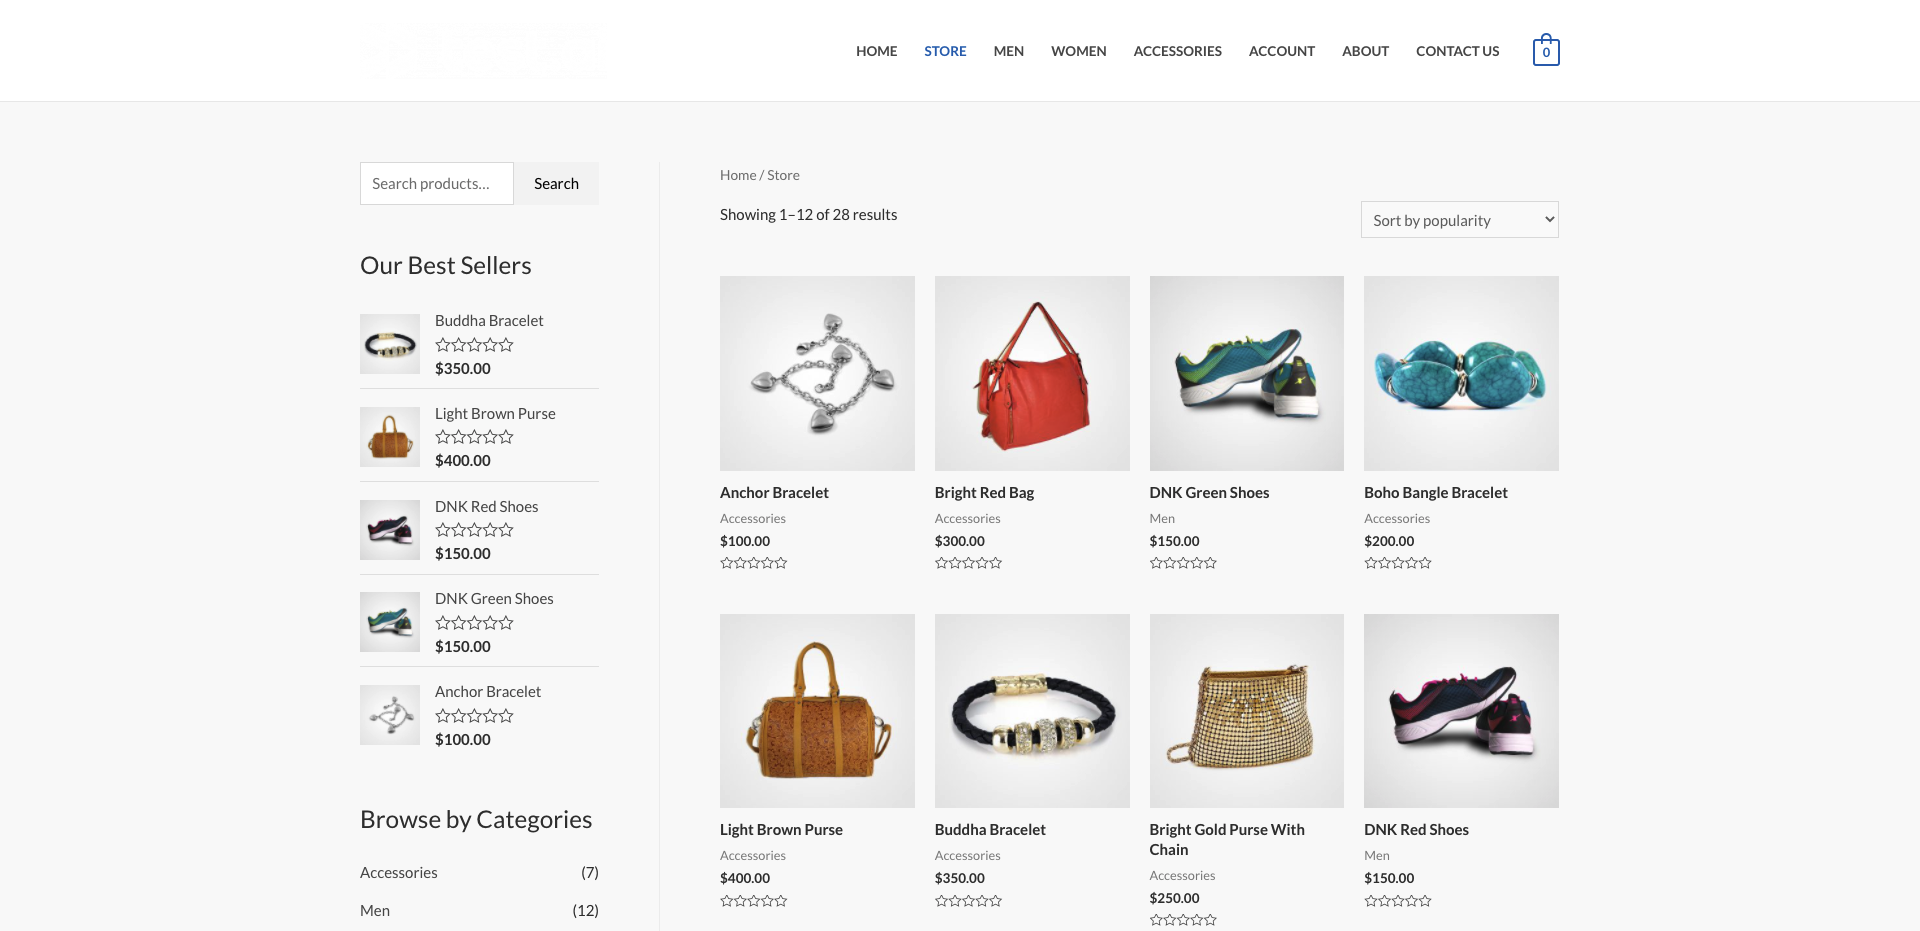 HOME STORE MEN WOMEN ACCESSORIES ACCOUNT ABOUT CONTACT US 0
Search products...
Search
Our Best Sellers
Buddha Bracelet
$350.00
Light Brown Purse
$400.00
DNK Red Shoes
$150.00
DNK Green Shoes
$150.00
Anchor Bracelet
$100.00
Browse by Categories
Accessories (7)
Men (12)
Home / Store
Showing 1–12 of 28 results
Sort by popularity
Anchor Bracelet
Accessories
$100.00
Bright Red Bag
Accessories
$300.00
DNK Green Shoes
Men
$150.00
Boho Bangle Bracelet
Accessories
$200.00
Light Brown Purse
Accessories
$400.00
Buddha Bracelet
Accessories
$350.00
Bright Gold Purse With
Chain
Accessories
$250.00
DNK Red Shoes
Men
$150.00